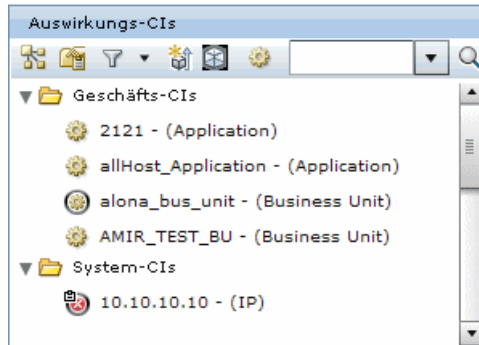 Auswirkungs-CIs
Geschäfts-CIs
2121 - (Application)
allHost_Application - (Application)
alona_bus_unit - (Business Unit)
AMIR_TEST_BU - (Business Unit)
System-CIs
10.10.10.10 - (IP)